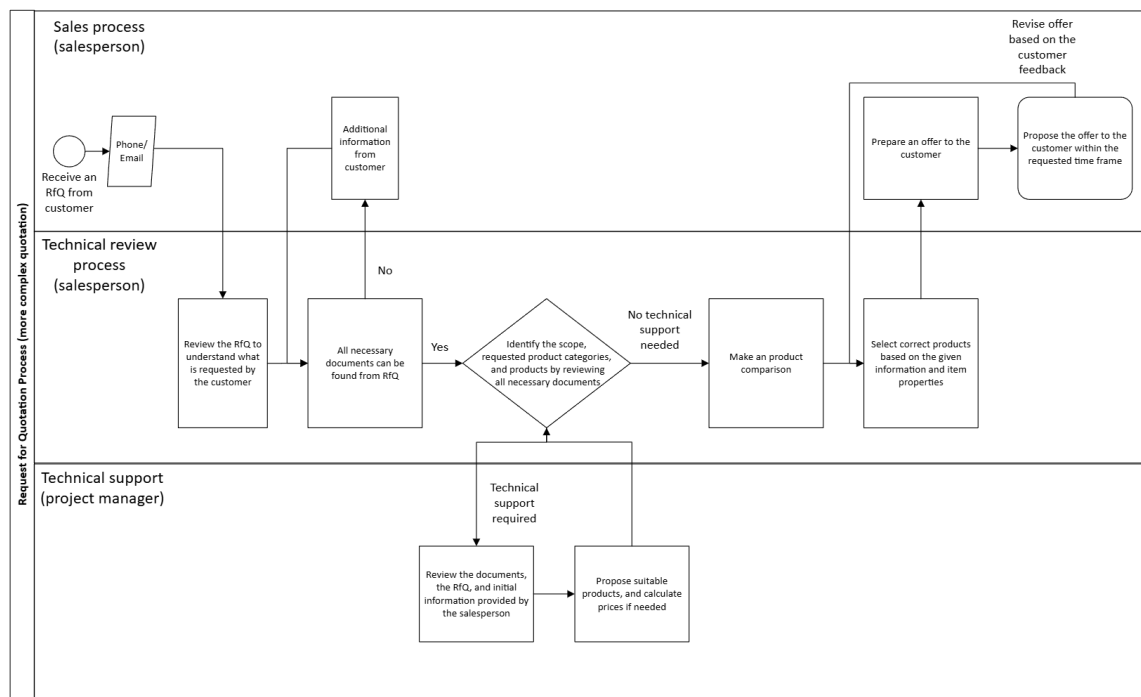 Request for Quotation Process (more complex quotation)
Sales process
(salesperson)
Receive an
RfQ from
customer
Phone/
Email
Additional
information
from
customer
Prepare an offer to the
customer
Revise offer
based on the
customer
feedback
Propose the offer to the
customer within the
requested time frame
Technical review
process
(salesperson)
Review the RfQ to
understand what
is requested by
the customer
No
All necessary
documents can be
found from RfQ
Yes
Identify the scope,
requested product categories,
and products by reviewing
all necessary documents
No technical
support
needed
Make an product
comparison
Select correct products
based on the given
information and item
properties
Technical support
(project manager)
Technical
support
required
Review the documents,
the RfQ, and initial
information provided by
the salesperson
Propose suitable
products, and calculate
prices if needed